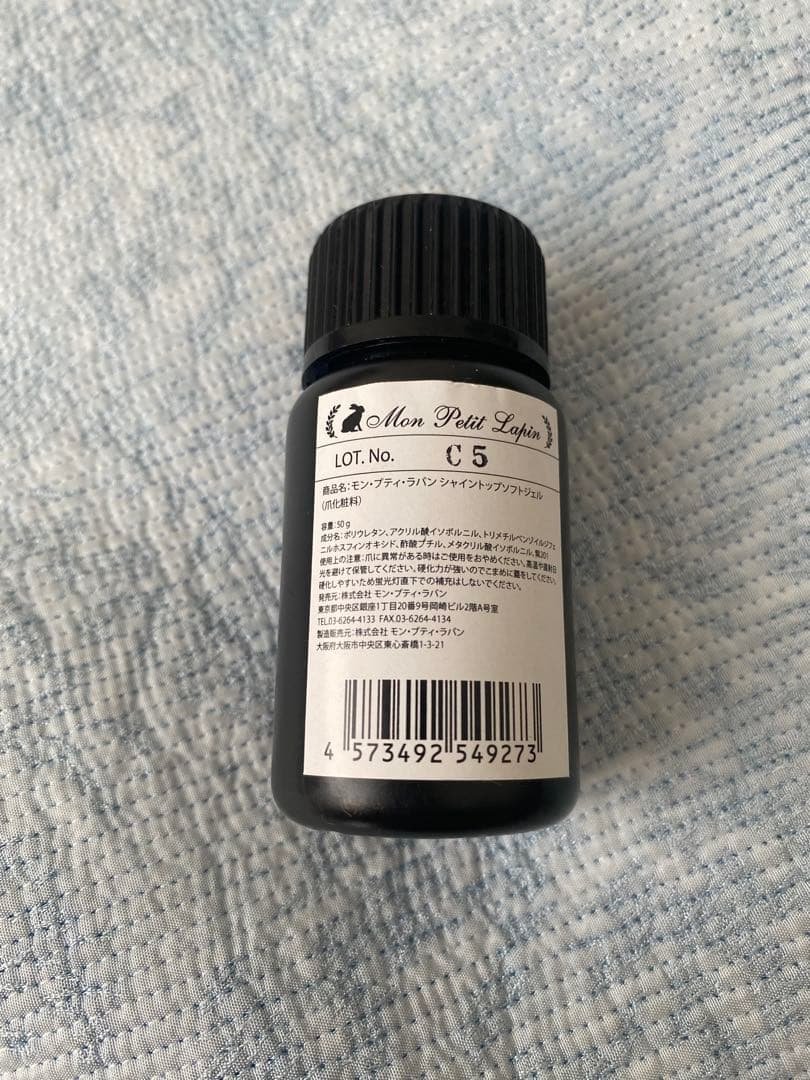 Mon Petit Lapin
LOT. No. C5
商品名:モン・プティ・ラパン シャイントップソフトジェル
(爪化粧料)
容量:50g
成分名:ポリウレタン、アクリル酸イソボルニル、トリメチルベンゾイルジフェ
ニルホスフィンオキシド、酢酸ブチル、メタクリル酸イソボルニル、紫201
使用上の注意:爪に異常がある時はご使用をおやめください。高温や直射日
光を避けて保管してください。硬化力が強いのでこまめに蓋をしてください。
硬化しやすいため蛍光灯直下での補充はしないでください。
発売元:株式会社 モン・プティ・ラパン
東京都中央区銀座1丁目20番9号岡崎ビル2階A号室
TEL.03-6264-4133 FAX.03-6264-4134
製造販売元:株式会社 モン・プティ・ラパン
大阪府大阪市中央区東心斎橋1-3-21
4 573492 549273